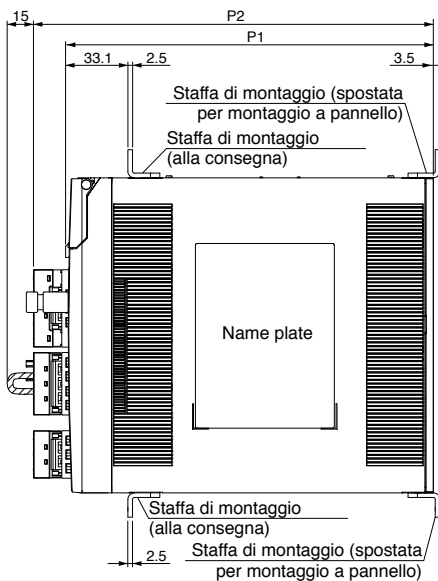 15
P2
P1
33.1
2.5
3.5
Staffa di montaggio (spostata
per montaggio a pannello)
Staffa di montaggio
(alla consegna)
Name plate
Staffa di montaggio
(alla consegna)
2.5
Staffa di montaggio (spostata
per montaggio a pannello)